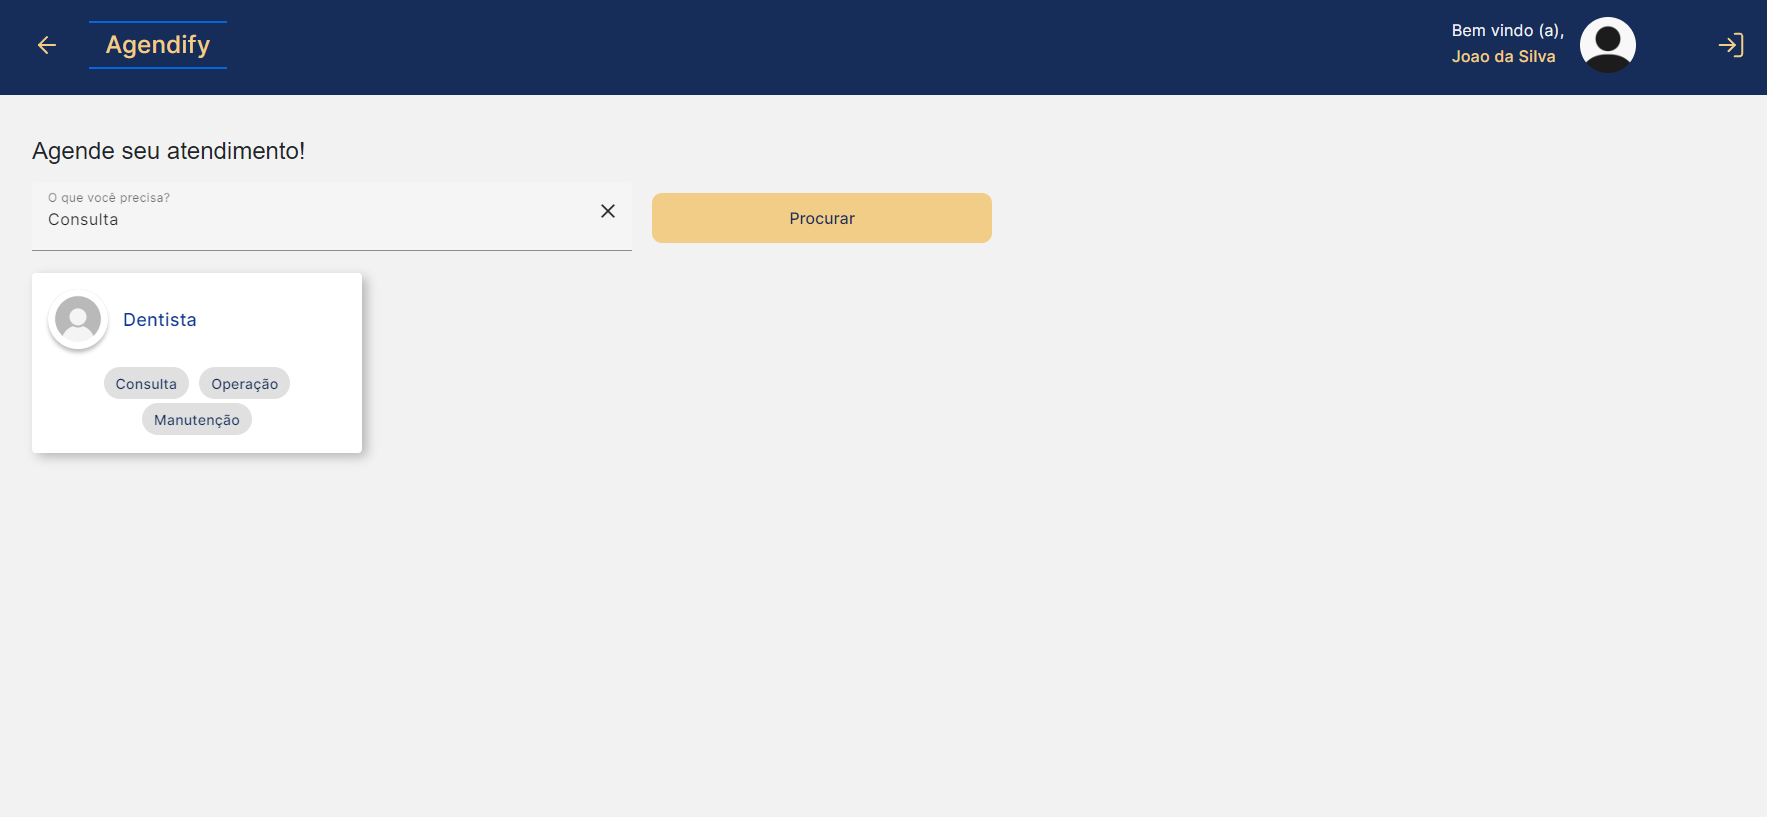 Agendify
Bem vindo (a),
Joao da Silva
Agende seu atendimento!
O que você precisa?
Consulta
Procurar
Dentista
Consulta Operação
Manutenção